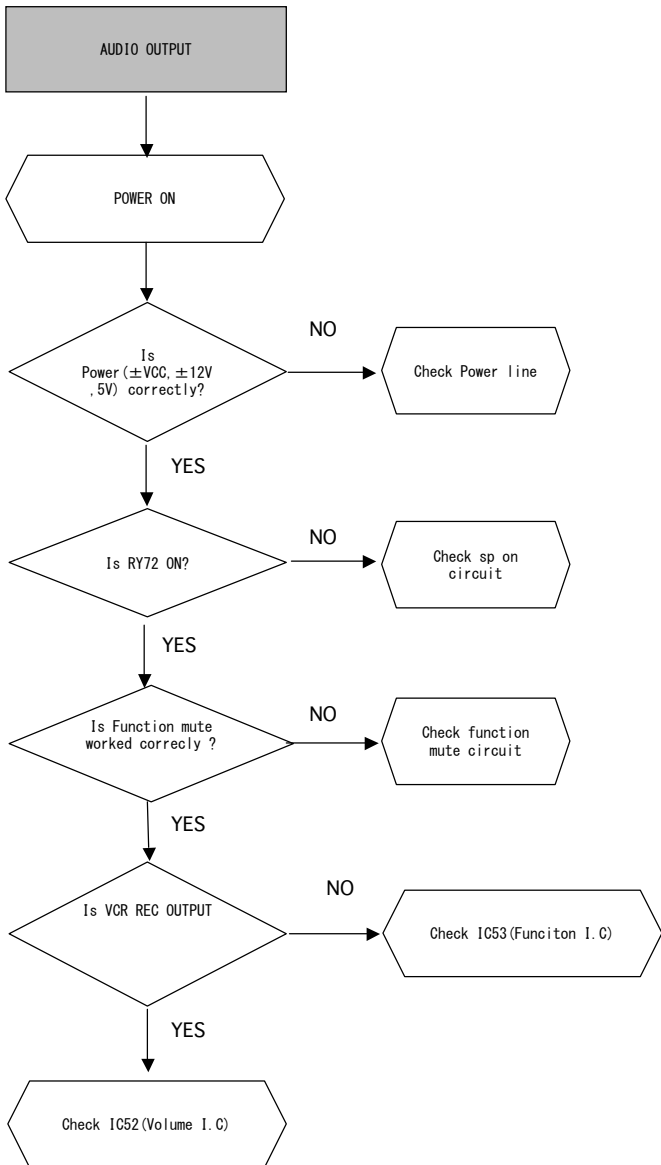 AUDIO OUTPUT
POWER ON
Is
Power(±VCC, ±12V
,5V) correctly?
NO
Check Power line
YES
Is RY72 ON?
NO
Check sp on
circuit
YES
Is Function mute
worked correcly ?
NO
Check function
mute circuit
YES
Is VCR REC OUTPUT
NO
Check IC53(Funciton I.C)
YES
Check IC52(Volume I.C)